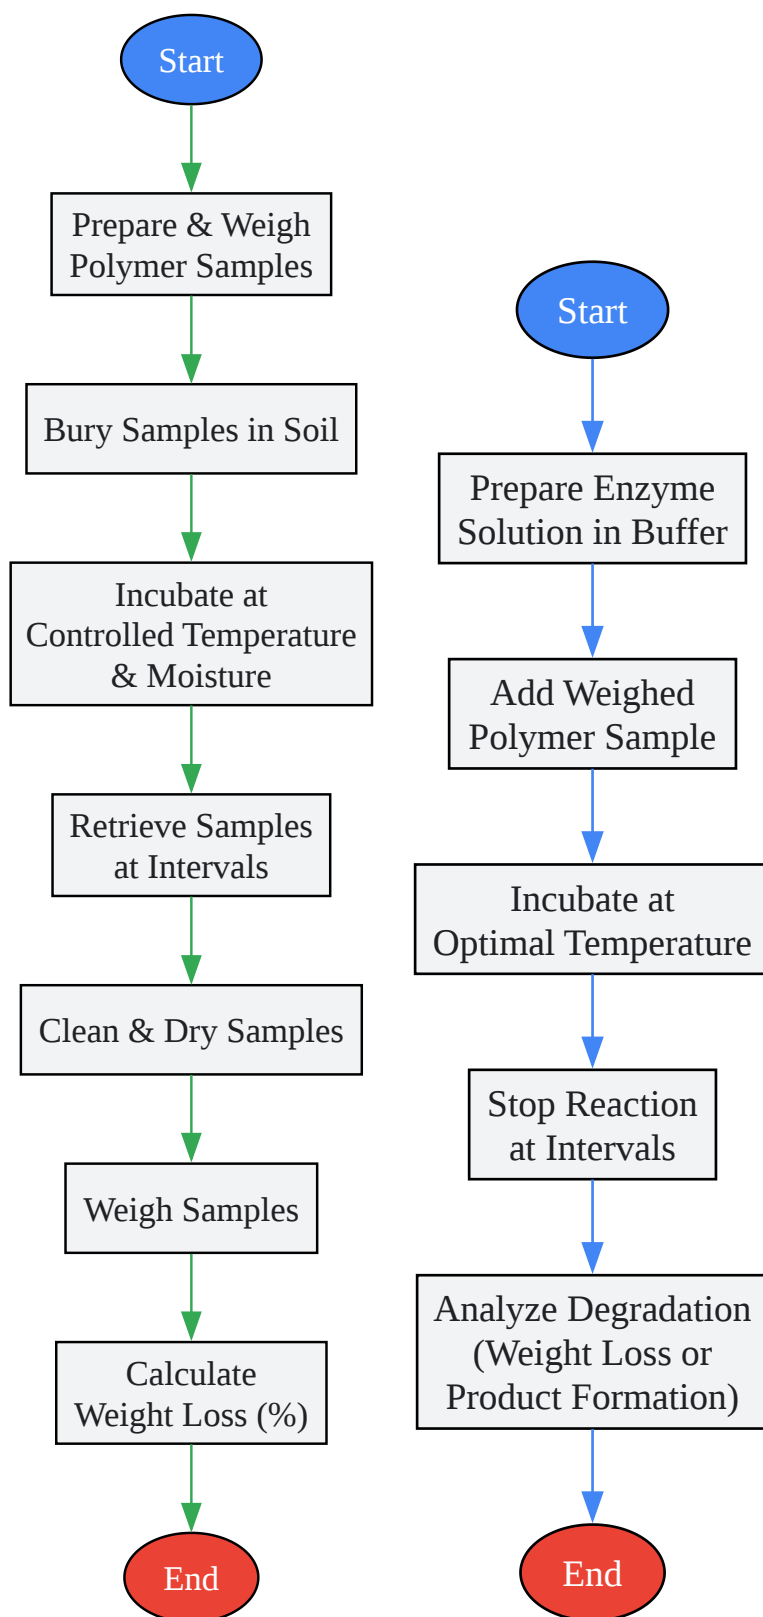 Start
Prepare & Weigh
Polymer Samples
Bury Samples in Soil
Incubate at
Controlled Temperature
& Moisture
Retrieve Samples
at Intervals
Clean & Dry Samples
Weigh Samples
Calculate
Weight Loss (%)
End
Start
Prepare Enzyme
Solution in Buffer
Add Weighed
Polymer Sample
Incubate at
Optimal Temperature
Stop Reaction
at Intervals
Analyze Degradation
(Weight Loss or
Product Formation)
End